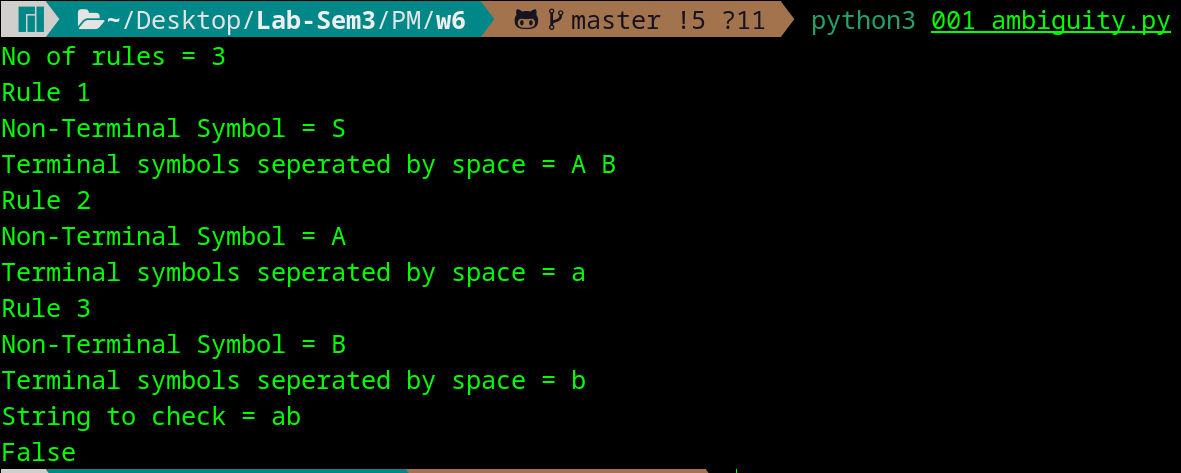 ~/Desktop/Lab-Sem3/PM/w6 master !5 ?11 python3 001_ambiguity.py
No of rules = 3
Rule 1
Non-Terminal Symbol = S
Terminal symbols seperated by space = A B
Rule 2
Non-Terminal Symbol = A
Terminal symbols seperated by space = a
Rule 3
Non-Terminal Symbol = B
Terminal symbols seperated by space = b
String to check = ab
False